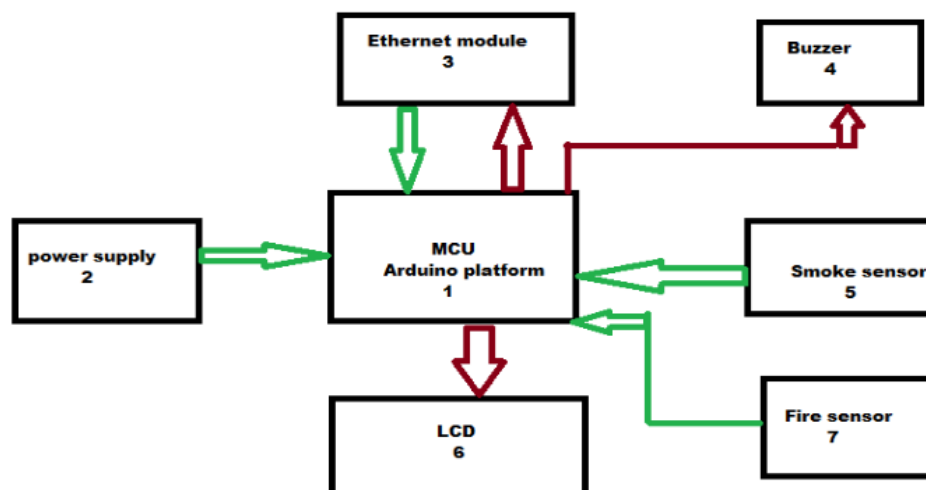 Ethernet module
3
Buzzer
4
power supply
2
MCU
Arduino platform
1
Smoke sensor
5
LCD
6
Fire sensor
7